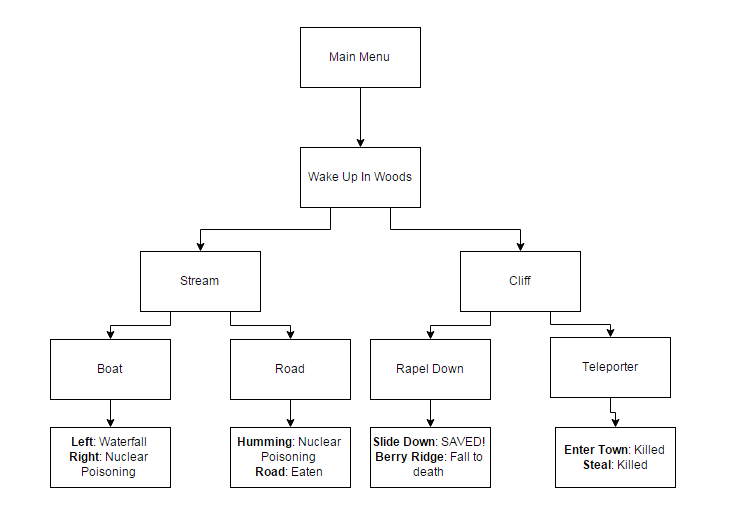 Main Menu
Wake Up In Woods
Stream
Cliff
Boat
Road
Rapel Down
Teleporter
Left: Waterfall
Right: Nuclear
Poisoning
Humming: Nuclear
Poisoning
Road: Eaten
Slide Down: SAVED!
Berry Ridge: Fall to
death
Enter Town: Killed
Steal: Killed